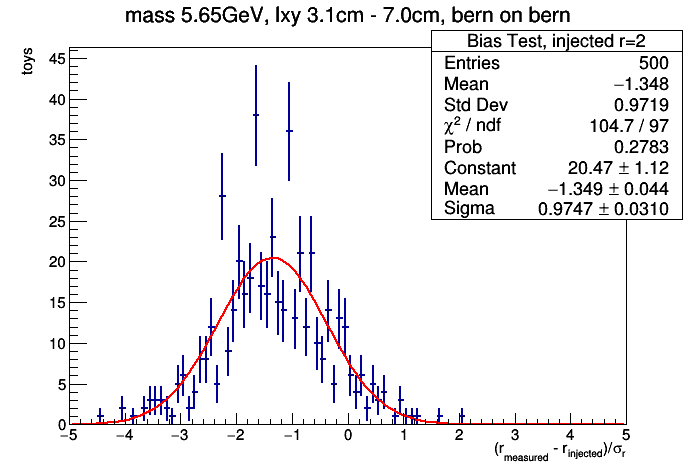 mass 5.65GeV, lxy 3.1cm - 7.0cm, bern on bern
Bias Test, injected r=2
Entries 500
Mean −1.348
Std Dev 0.9719
χ² / ndf 104.7 / 97
Prob 0.2783
Constant 20.47 ± 1.12
Mean −1.349 ± 0.044
Sigma 0.9747 ± 0.0310
toys
45
40
35
30
25
20
15
10
5
0
−5 −4 −3 −2 −1 0 1 2 3 4 5
(r_measured - r_injected)/σ_r